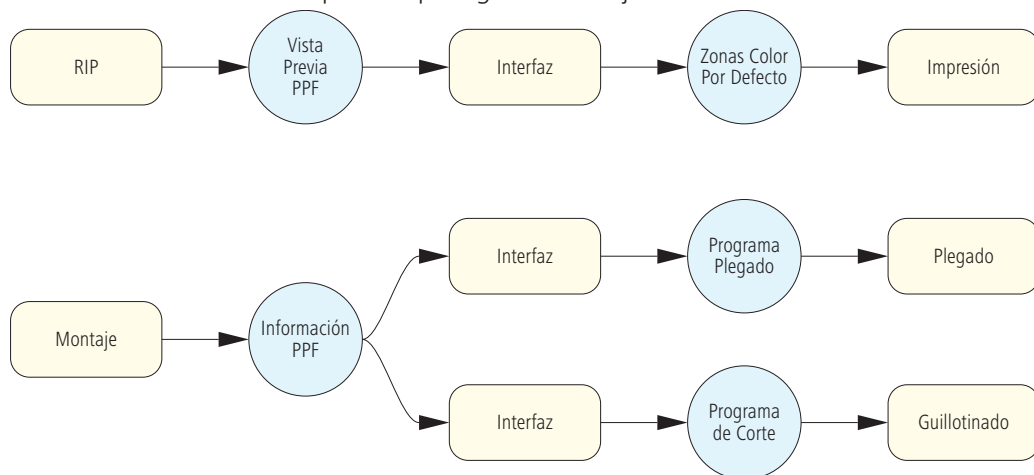 RIP
Vista
Previa
PPF
Interfaz
Zonas Color
Por Defecto
Impresión
Montaje
Información
PPF
Interfaz
Programa
Plegado
Plegado
Interfaz
Programa
de Corte
Guillotinado